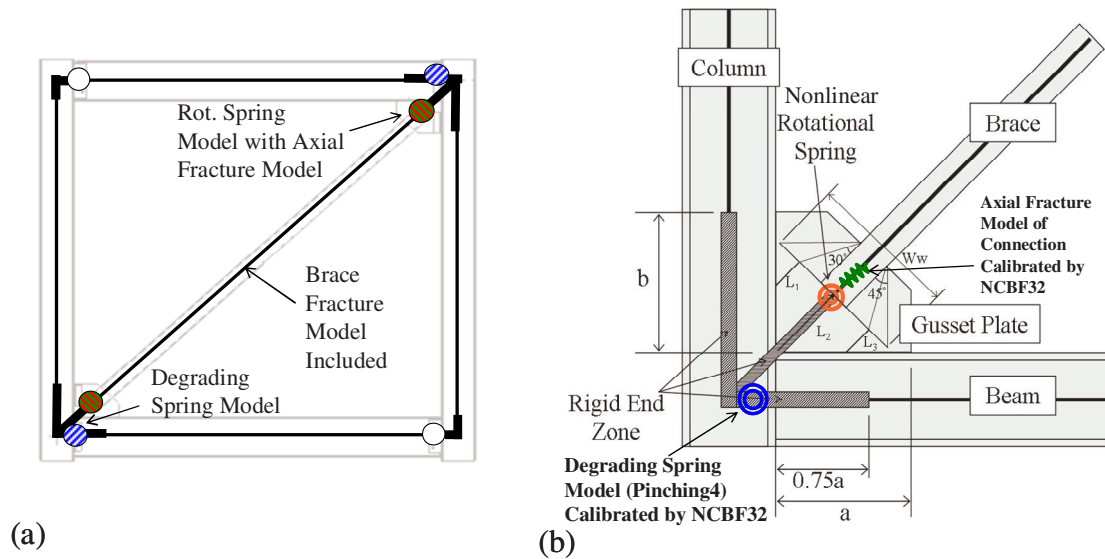 Rot. Spring
Model with Axial
Fracture Model
Brace
Fracture
Model
Included
Degrading
Spring Model
(a)
Column
Nonlinear
Rotational
Spring
Brace
Axial Fracture
Model of
Connection
Calibrated by
NCBF32
30°
Ww
b
L1
45°
L2
Gusset Plate
L3
Rigid End
Zone
Beam
Degrading Spring
Model (Pinching4)
Calibrated by NCBF32
0.75a
a
(b)